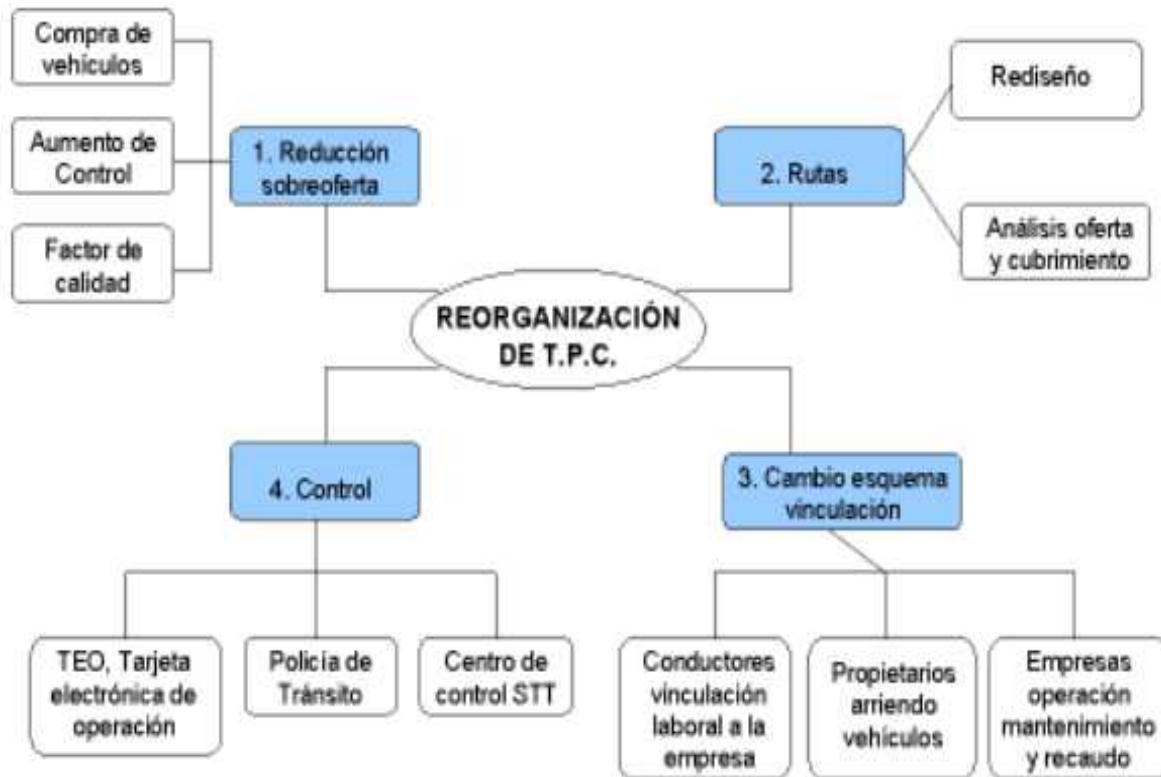 Compra de
vehículos
Aumento de
Control
Factor de
calidad
1. Reducción
sobreoferta
2. Rutas
Rediseño
Análisis oferta
y cubrimiento
REORGANIZACIÓN
DE T.P.C.
4. Control
3. Cambio esquema
vinculación
TEO, Tarjeta
electrónica de
operación
Policía de
Tránsito
Centro de
control STT
Conductores
vinculación
laboral a la
empresa
Propietarios
arriendo
vehículos
Empresas
operación
mantenimiento
y recaudo